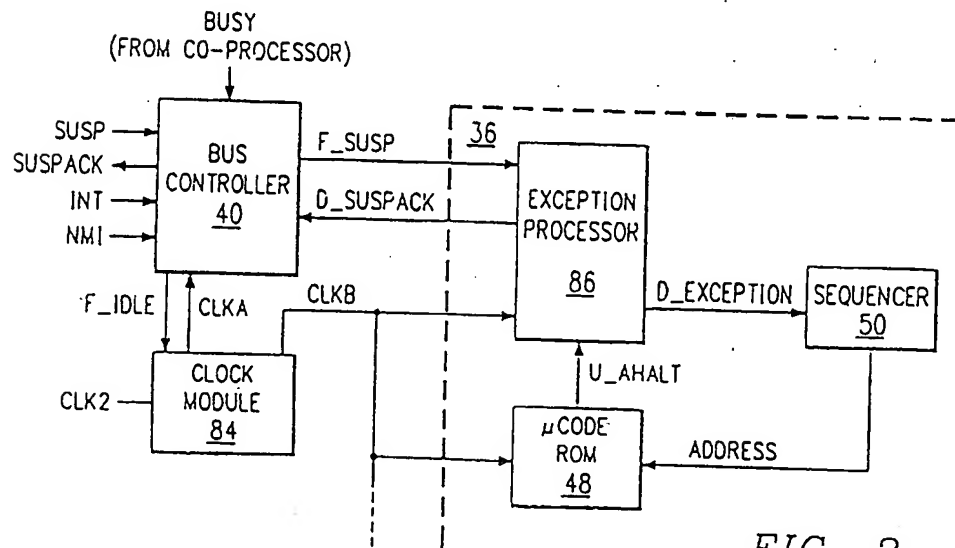 BUSY
(FROM CO-PROCESSOR)
SUSP
SUSPACK
INT
NMI
BUS
CONTROLLER
40
F_SUSP
D_SUSPACK
36
EXCEPTION
PROCESSOR
86
D_EXCEPTION
SEQUENCER
50
F_IDLE
CLKA
CLKB
CLK2
CLOCK
MODULE
84
U_AHALT
μCODE
ROM
48
ADDRESS
FIG.